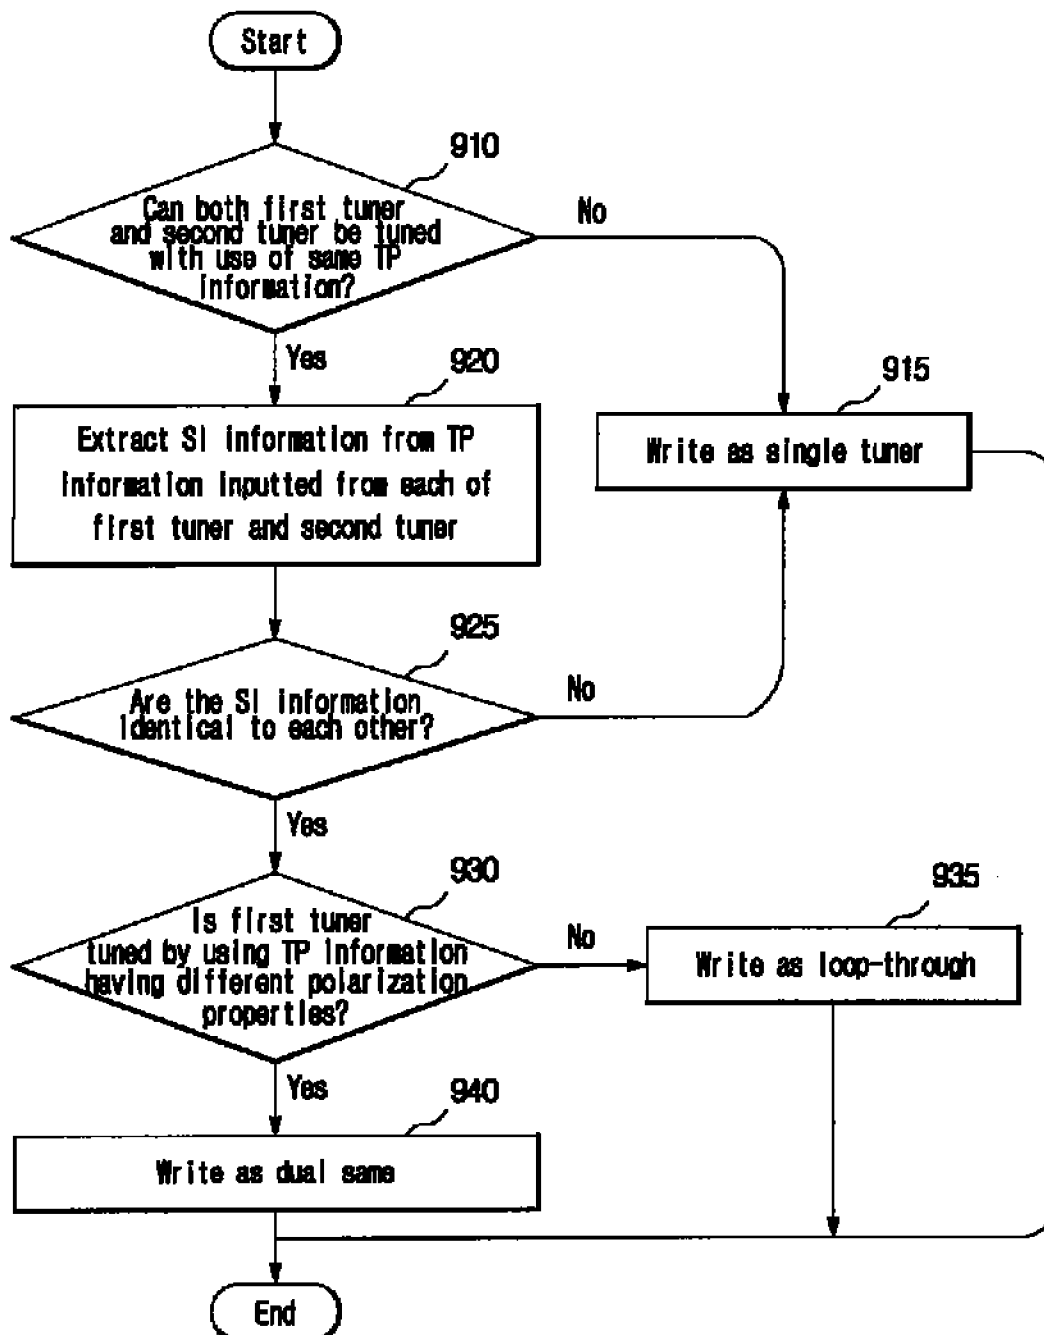 Start
910
Can both first tuner
and second tuner be tuned
with use of same TP
information?
No
Yes
920
915
Extract SI information from TP
information inputted from each of
first tuner and second tuner
Write as single tuner
925
Are the SI information
identical to each other?
No
Yes
930
935
Is first tuner
tuned by using TP information
having different polarization
properties?
No
Write as loop-through
Yes
940
Write as dual same
End